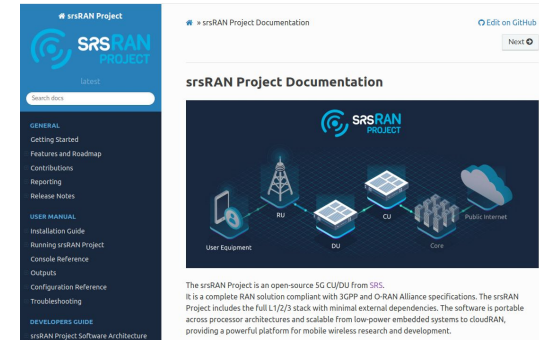 srsRAN Project
SRSRAN
PROJECT
latest
Search docs
GENERAL
Getting Started
Features and Roadmap
Contributions
Reporting
Release Notes
USER MANUAL
Installation Guide
Running srsRAN Project
Console Reference
Outputs
Configuration Reference
Troubleshooting
DEVELOPERS GUIDE
srsRAN Project Software Architecture
» srsRAN Project Documentation
Edit on GitHub
Next
srsRAN Project Documentation
SRSRAN
PROJECT
RU
CU
Public Internet
User Equipment
DU
Core
The srsRAN Project is an open-source 5G CU/DU from SRS.
It is a complete RAN solution compliant with 3GPP and O-RAN Alliance specifications. The srsRAN
Project includes the full L1/2/3 stack with minimal external dependencies. The software is portable
across processor architectures and scalable from low-power embedded systems to cloudRAN,
providing a powerful platform for mobile wireless research and development.